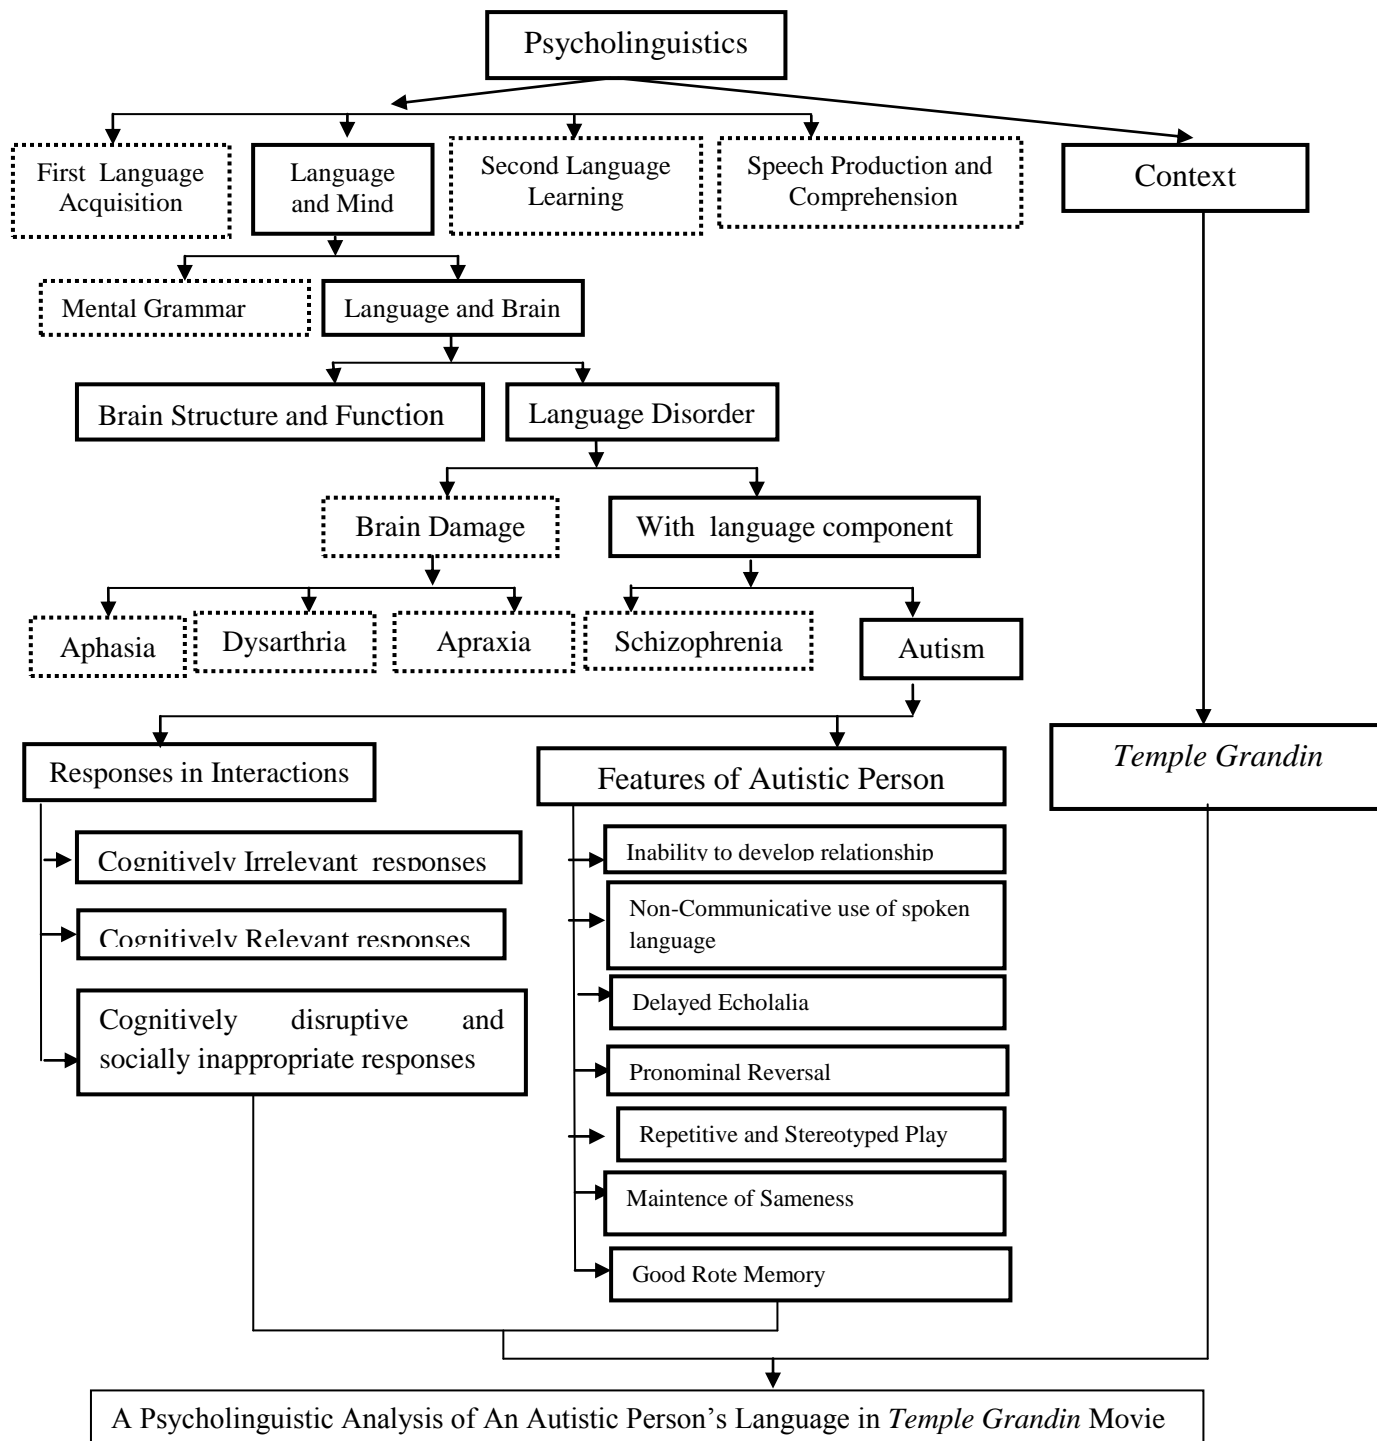 Psycholinguistics
First Language
Acquisition
Language
and Mind
Second Language
Learning
Speech Production and
Comprehension
Context
Mental Grammar
Language and Brain
Brain Structure and Function
Language Disorder
Brain Damage
With language component
Aphasia
Dysarthria
Apraxia
Schizophrenia
Autism
Responses in Interactions
Features of Autistic Person
Temple Grandin
Cognitively Irrelevant responses
Cognitively Relevant responses
Cognitively disruptive and
socially inappropriate responses
Inability to develop relationship
Non-Communicative use of spoken
language
Delayed Echolalia
Pronominal Reversal
Repetitive and Stereotyped Play
Maintence of Sameness
Good Rote Memory
A Psycholinguistic Analysis of An Autistic Person’s Language in Temple Grandin Movie